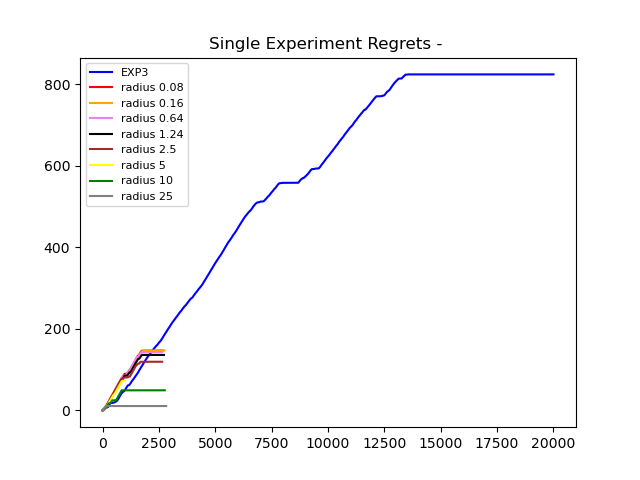 Single Experiment Regrets -
EXP3
radius 0.08
radius 0.16
radius 0.64
radius 1.24
radius 2.5
radius 5
radius 10
radius 25
800
600
400
200
0
0 2500 5000 7500 10000 12500 15000 17500 20000